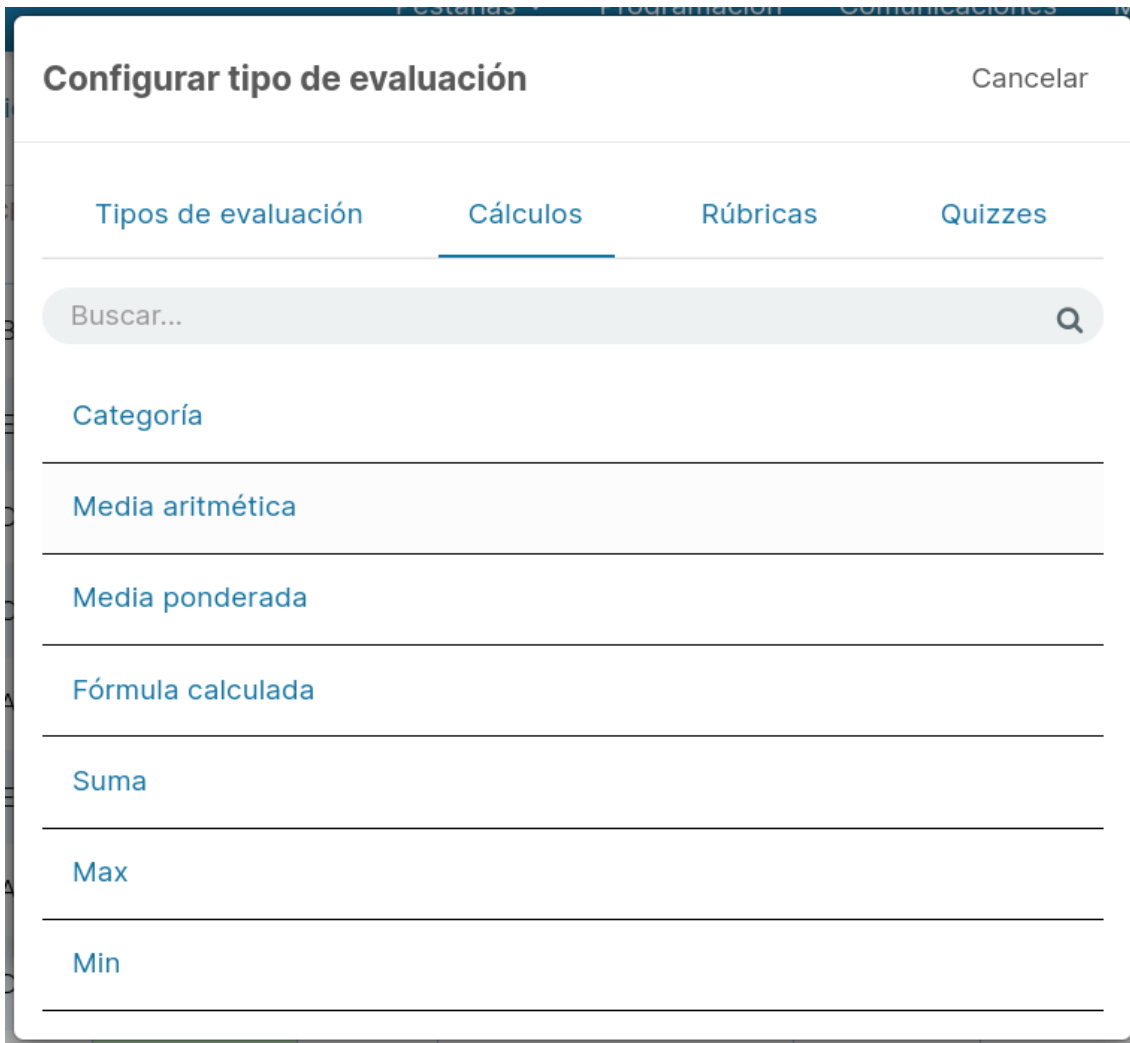 Configurar tipo de evaluación Cancelar
Tipos de evaluación Cálculos Rúbricas Quizzes
Buscar...
Categoría
Media aritmética
Media ponderada
Fórmula calculada
Suma
Max
Min